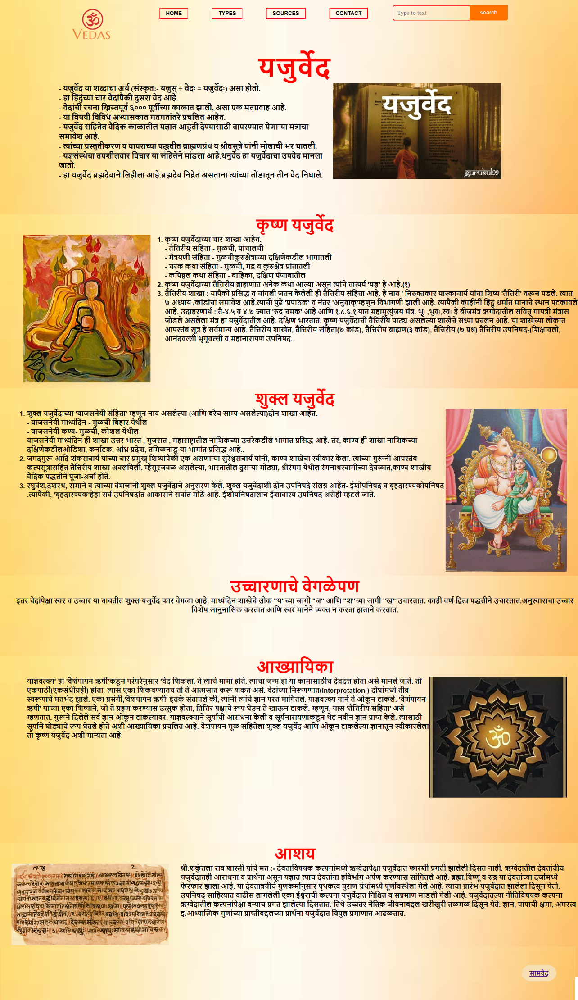 VEDAS
HOME
TYPES
SOURCES
CONTACT
Type to text
search
यजुर्वेद
- यजुर्वेद या शब्दाचा अर्थ (संस्कृत:- यजुस् + वेदः = यजुर्वेदः) असा होतो.
- हा हिंदुंच्या चार वेदांपैकी दुसरा वेद आहे.
- वेदांची रचना ख्रिस्तपूर्व ६००० पूर्वीच्या काळात झाली, असा एक मतप्रवाह आहे.
- या विषयी विविध अभ्यासकात मतमतांतरे प्रचलित आहेत.
- यजुर्वेद संहितेत वैदिक काळातील यज्ञात आहुती देण्यासाठी वापरण्यात येणाऱ्या मंत्रांचा
समावेश आहे.
- त्यांच्या प्रस्तुतीकरण व वापराच्या पद्धतीत ब्राह्मणग्रंथ व श्रौतसूत्रे यांनी मोलाची भर घातली.
- यज्ञसंस्थेचा तपशीलवार विचार या संहितेने मांडला आहे.धनुर्वेद हा यजुर्वेदाचा उपवेद मानला
जातो.
- हा यजुर्वेद ब्रह्मदेवाने लिहीला आहे.ब्रह्मदेव निद्रेत असताना त्यांच्या तोंडातून तीन वेद निघाले.
यजुर्वेद
gurukul99
कृष्ण यजुर्वेद
1. कृष्ण यजुर्वेदाच्या चार शाखा आहेत.
- तैत्तिरीय संहिता - मुळची, पांचालची
- मैत्रयणी संहिता - मुळचीकुरुक्षेत्राच्या दक्षिणेकडील भागातली
- चरक कथा संहिता - मुळची, मद्र व कुरुक्षेत्र प्रांतातली
- कपिष्ठल कथा संहिता - बाहिका, दक्षिण पंजाबातील
2. कृष्ण यजुर्वेदाच्या तैत्तिरीय ब्राह्मणात अनेक कथा आल्या असून त्यांचे तात्पर्य 'यज्ञ' हे आहे.(१)
3. तैत्तिरीय शाखा : यापैकी प्रसिद्ध व चांगली जतन केलेली ही तैत्तिरीय संहिता आहे. हे नाव ' निरुक्तकार यास्काचार्य यांचा शिष्य 'तैत्तिरी' वरून पडले. त्यात
७ अध्याय /कांडांचा समावेश आहे.त्याची पुढे 'प्रपाठक' व नंतर 'अनुवाक्'म्हणुन विभागणी झाली आहे. त्यापैकी काहींनी हिंदू धर्मात मानाचे स्थान पटकावले
आहे. उदाहरणार्थ : तै-४.५ व ४.७ ज्यात 'रुद्र चमक' आहे आणि १.८.६.१ यात महामृत्युंजय मंत्र. भूः ,भुवः,स्वः हे बीजमंत्र ऋग्वेदातील सवितृ गायत्री मंत्रास
जोडले असलेला मंत्र हा यजुर्वेदातील आहे. दक्षिण भारतात, कृष्ण यजुर्वेदाची तैत्तिरीय पाठ्य असलेल्या शाखेचे सध्या प्रचलन आहे. या शाखेच्या लोकांत
आपस्तंब सूत्र हे सर्वमान्य आहे. तैत्तिरीय शाखेत, तैत्तिरीय संहिता(७ कांड), तैत्तिरीय ब्राह्मण(३ कांड), तैत्तिरीय (७ प्रश्न) तैत्तिरीय उपनिषद-(शिक्षावली,
आनंदवल्ली भृगूवल्ली व महानारायण उपनिषद.
शुक्ल यजुर्वेद
1. शुक्ल यजुर्वेदाच्या 'वाजसनेयी संहिता' म्हणून नाव असलेल्या (आणि बरेच साम्य असलेल्या)दोन शाखा आहेत.
- वाजसनेयी माध्यंदिन - मुळची बिहार येथील
- वाजसनेयी कण्व- मुळची, कोशल येथील
वाजसनेयी माध्यंदिन ही शाखा उत्तर भारत , गुजरात , महाराष्ट्रातील नाशिकच्या उत्तरेकडील भागात प्रसिद्ध आहे. तर, काण्व ही शाखा नाशिकच्या
दक्षिणेकडीलओडिशा, कर्नाटक, आंध्र प्रदेश, तमिळनाडू या भागांत प्रसिद्ध आहे..
2. जगदगुरू आदि शंकराचार्य यांच्या चार प्रमुख् शिष्यांपैकी एक असणाऱ्या सुरेश्वराचार्य यांनी, काण्व शाखेचा स्वीकार केला. त्यांच्या गुरूंनी आपस्तंब
कल्पसूत्रासहित तैत्तिरीय शाखा अवलंबिली. म्हैसूरजवळ असलेल्या, भारतातील दुसऱ्या मोठ्या, श्रीरंगम येथील रंगनाथस्वामीच्या देवळात,काण्व शाखीय
वैदिक पद्धतीने पूजा-अर्चा होते.
3. रघुवंश,दशरथ, रामाने व त्याच्या वंशजांनी शुक्ल यजुर्वेदाचे अनुसरण केले. शुक्ल यजुर्वेदाशी दोन उपनिषदे संलग्न आहेत- ईशोपनिषद व बृहदारण्यकोपनिषद
.त्यापैकी, 'बृहदारण्यक'हेहा सर्व उपनिषदांत आकाराने सर्वात मोठे आहे. ईशोपनिषदालाच ईशावास्य उपनिषद असेही म्हटले जाते.
उच्चारणाचे वेगळेपण
इतर वेदांपेक्षा स्वर व उच्चार या बाबतीत शुक्ल यजुर्वेद फार वेगळा आहे. माध्यंदिन शाखेचे लोक "य"च्या जागी "ज" आणि "श"च्या जागी "ख" उचारतात. काही वर्ण द्वित्व पद्धतीने उचारतात.अनुस्वाराचा उच्चार
विशेष सानुनासिक करतात आणि स्वर मानेने व्यक्त न करता हाताने करतात.
आख्यायिका
याज्ञवल्क्य' हा 'वैशंपायन ऋषीं'कडून परंपरेनुसार 'वेद शिकला. ते त्याचे मामा होते. त्याचा जन्म हा या कामासाठीच देवदत्त होता असे मानले जाते. तो
एकपाठी(एकसंधीग्रही) होता. त्यास एका शिकवण्यातच तो ते आत्मसात करू शकत असे. वेदांच्या निरूपणात(interpretation ) दोघांमध्ये तीव्र
स्वरूपाचे मतभेद झाले. एका प्रसंगी,'वैशंपायन ऋषी' इतके संतापले की, त्यांनी त्यांचे ज्ञान परत मागितले. याज्ञवल्क्य याने ते ओकून टाकले. 'वैशंपायन
ऋषी' यांच्या एका शिष्याने, जो ते ग्रहण करण्यास उत्सुक होता, तित्तिर पक्षाचे रूप घेउन ते खाऊन टाकले. म्हणून, यास 'तैत्तिरीय संहिता' असे
म्हणतात. गुरूने दिलेले सर्व ज्ञान ओकून टाकल्यावर, याज्ञवल्क्याने सूर्याची आराधना केली व सूर्यनारायणाकडून थेट नवीन ज्ञान प्राप्त केले. त्यासाठी
सूर्याने घोड्याचे रूप घेतले होते अशी आख्यायिका प्रचलित आहे. वैशंपायन मूळ संहितेला शुक्ल यजुर्वेद आणि ओकून टाकलेल्या ज्ञानातून स्वीकारलेला
तो कृष्ण यजुर्वेद अशी मान्यता आहे.
ॐ
आशय
श्री.शकुंतला राव शास्त्री यांचे मत :- देवताविषयक कल्पनांमध्ये ऋग्वेदापेक्षा यजुर्वेदात फारशी प्रगती झालेली दिसत नाही. ऋग्वेदातील देवतांचीच
यजुर्वेदातही आराधना व प्रार्थना असून यज्ञात त्याच देवतांना हविर्भाग अर्पण करण्यास सांगितले आहे. ब्रह्मा,विष्णू व रुद्र या देवतांच्या दर्जामध्ये
फेरफार झाला आहे. या देवतात्रयीचे गुणकर्मानुसार पृथकत्व पुराण ग्रंथांमध्ये पूर्णावस्थेला गेले आहे. त्याचा प्रारंभ यजुर्वेदात झालेला दिसून येतो.
उपनिषद साहित्यात वाढीस लागलेली एका ईश्वराची कल्पना यजुर्वेदात निश्चित व सप्रमाण मांडली गेली आहे. यजुर्वेदातल्या नीतिविषयक कल्पना
ऋग्वेदातील कल्पनांपेक्षा बऱ्याच प्रगत झालेल्या दिसतात. तिथे उच्चतर नैतिक जीवनाबद्दल खरीखुरी तळमळ दिसून येते. ज्ञान, पापाची क्षमा, अमरत्व
इ.आध्यात्मिक गुणांच्या प्राप्तीबद्दलच्या प्रार्थना यजुर्वेदात विपुल प्रमाणात आढळतात.
M-78
2
सामवेद